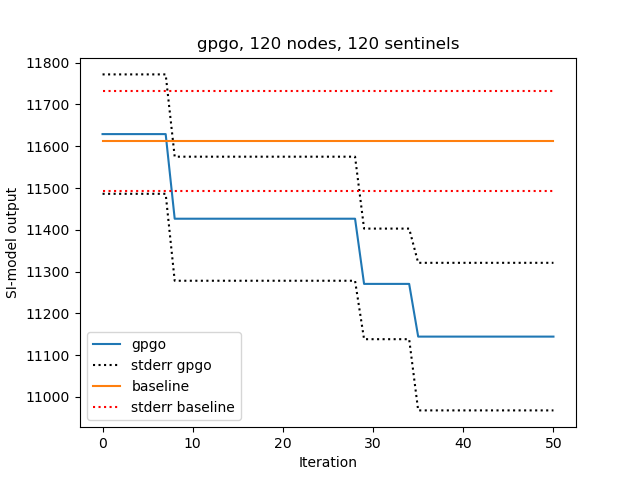 gpgo, 120 nodes, 120 sentinels
11800
11700
11600
11500
11400
11300
11200
11100
11000
SI-model output
gpgo
stderr gpgo
baseline
stderr baseline
0
10
20
30
40
50
Iteration